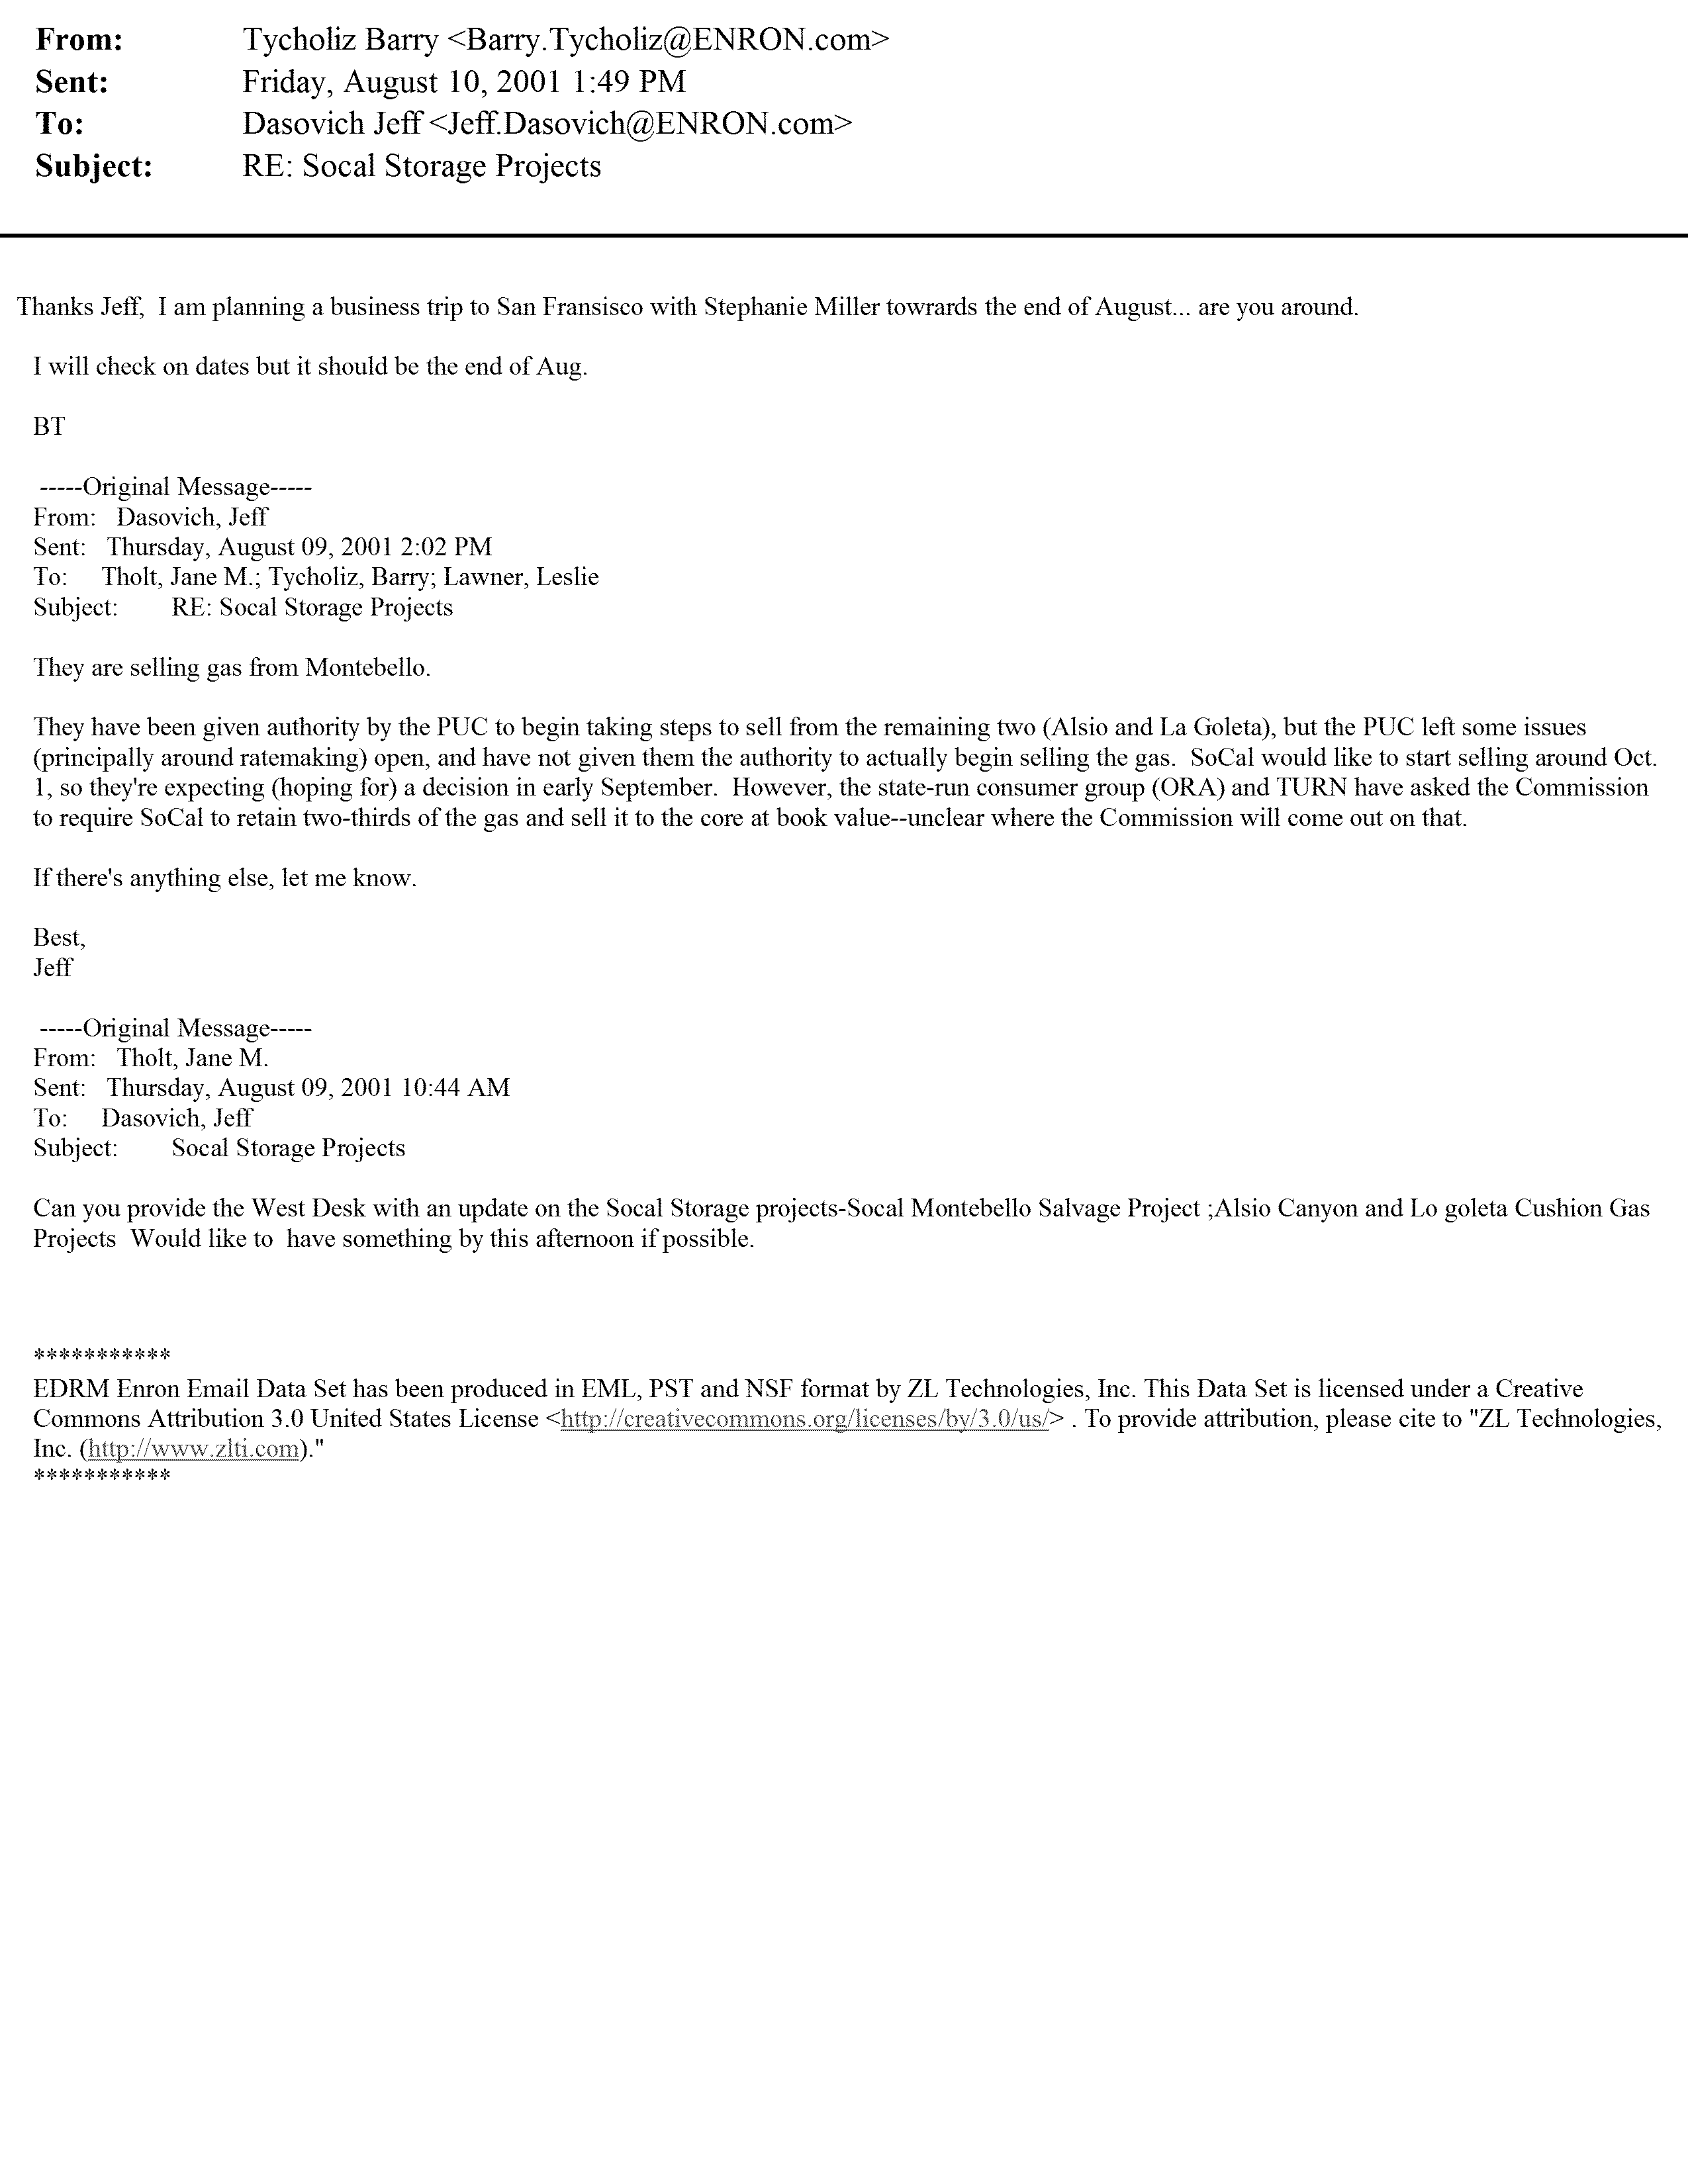 From: Tycholiz Barry <Barry.Tycholiz@ENRON.com>
Sent: Friday, August 10, 2001 1:49 PM
To: Dasovich Jeff <Jeff.Dasovich@ENRON.com>
Subject: RE: Socal Storage Projects
Thanks Jeff,  I am planning a business trip to San Fransisco with Stephanie Miller towrards the end of August... are you around.
I will check on dates but it should be the end of Aug.
BT
-----Original Message-----
From: Dasovich, Jeff
Sent: Thursday, August 09, 2001 2:02 PM
To: Tholt, Jane M.; Tycholiz, Barry; Lawner, Leslie
Subject: RE: Socal Storage Projects
They are selling gas from Montebello.
They have been given authority by the PUC to begin taking steps to sell from the remaining two (Alsio and La Goleta), but the PUC left some issues
(principally around ratemaking) open, and have not given them the authority to actually begin selling the gas.  SoCal would like to start selling around Oct.
1, so they're expecting (hoping for) a decision in early September.  However, the state-run consumer group (ORA) and TURN have asked the Commission
to require SoCal to retain two-thirds of the gas and sell it to the core at book value--unclear where the Commission will come out on that.
If there's anything else, let me know.
Best,
Jeff
-----Original Message-----
From: Tholt, Jane M.
Sent: Thursday, August 09, 2001 10:44 AM
To: Dasovich, Jeff
Subject: Socal Storage Projects
Can you provide the West Desk with an update on the Socal Storage projects-Socal Montebello Salvage Project ;Alsio Canyon and Lo goleta Cushion Gas
Projects  Would like to  have something by this afternoon if possible.
***********
EDRM Enron Email Data Set has been produced in EML, PST and NSF format by ZL Technologies, Inc. This Data Set is licensed under a Creative
Commons Attribution 3.0 United States License <http://creativecommons.org/licenses/by/3.0/us/> . To provide attribution, please cite to "ZL Technologies,
Inc. (http://www.zlti.com)."
***********